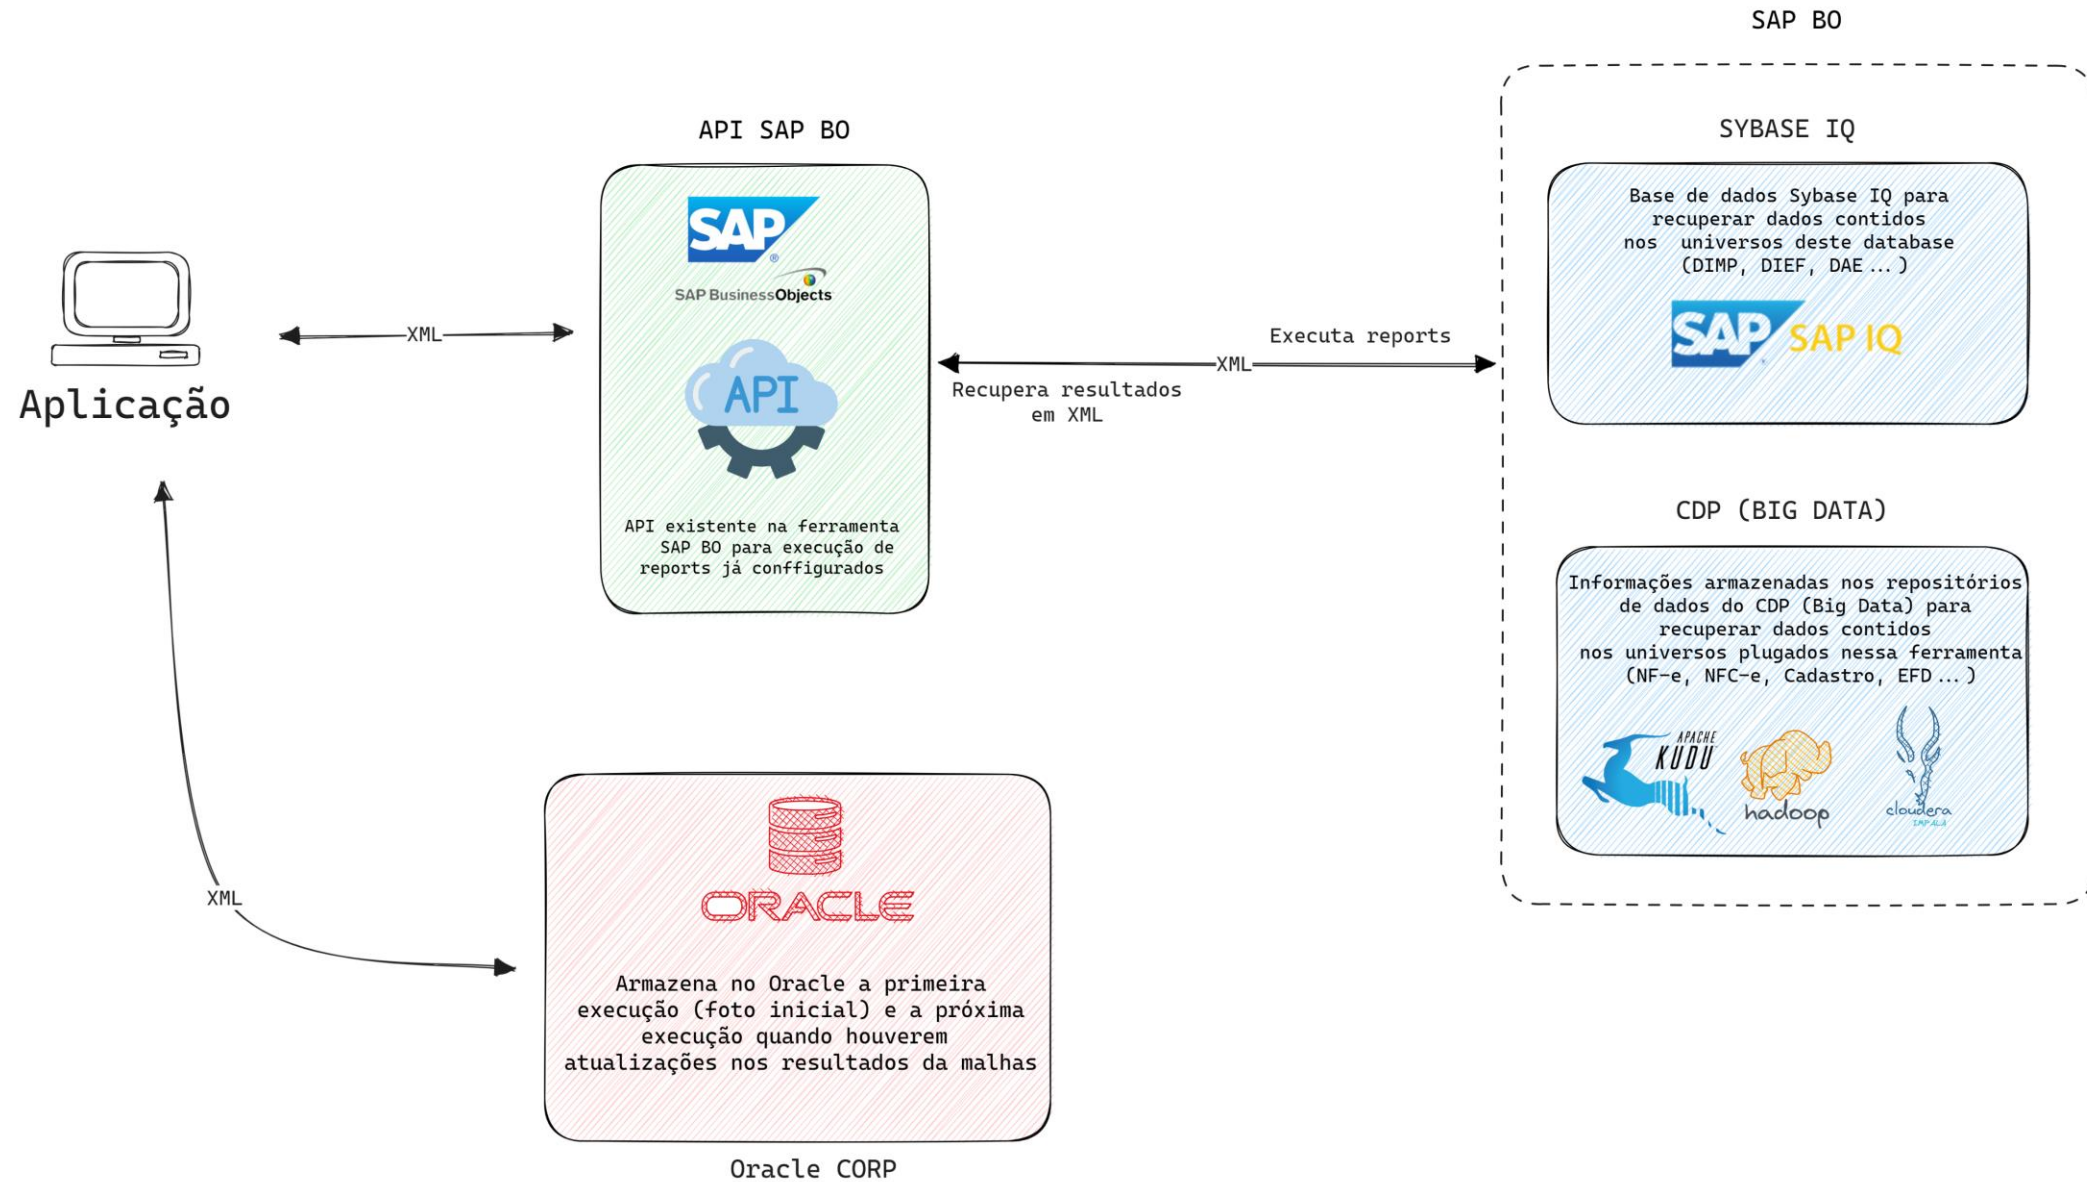 SAP BO
API SAP BO
SAP
®
SAP BusinessObjects
API
API existente na ferramenta
SAP BO para execução de
reports já conffigurados
Aplicação
XML
Executa reports
XML
Recupera resultados
em XML
SYBASE IQ
Base de dados Sybase IQ para
recuperar dados contidos
nos universos deste database
(DIMP, DIEF, DAE...)
SAP SAP IQ
CDP (BIG DATA)
Informações armazenadas nos repositórios
de dados do CDP (Big Data) para
recuperar dados contidos
nos universos plugados nessa ferramenta
(NF-e, NFC-e, Cadastro, EFD...)
APACHE
KUDU
hadoop
cloudera
IMPALA
XML
ORACLE
Armazena no Oracle a primeira
execução (foto inicial) e a próxima
execução quando houverem
atualizações nos resultados da malhas
Oracle CORP